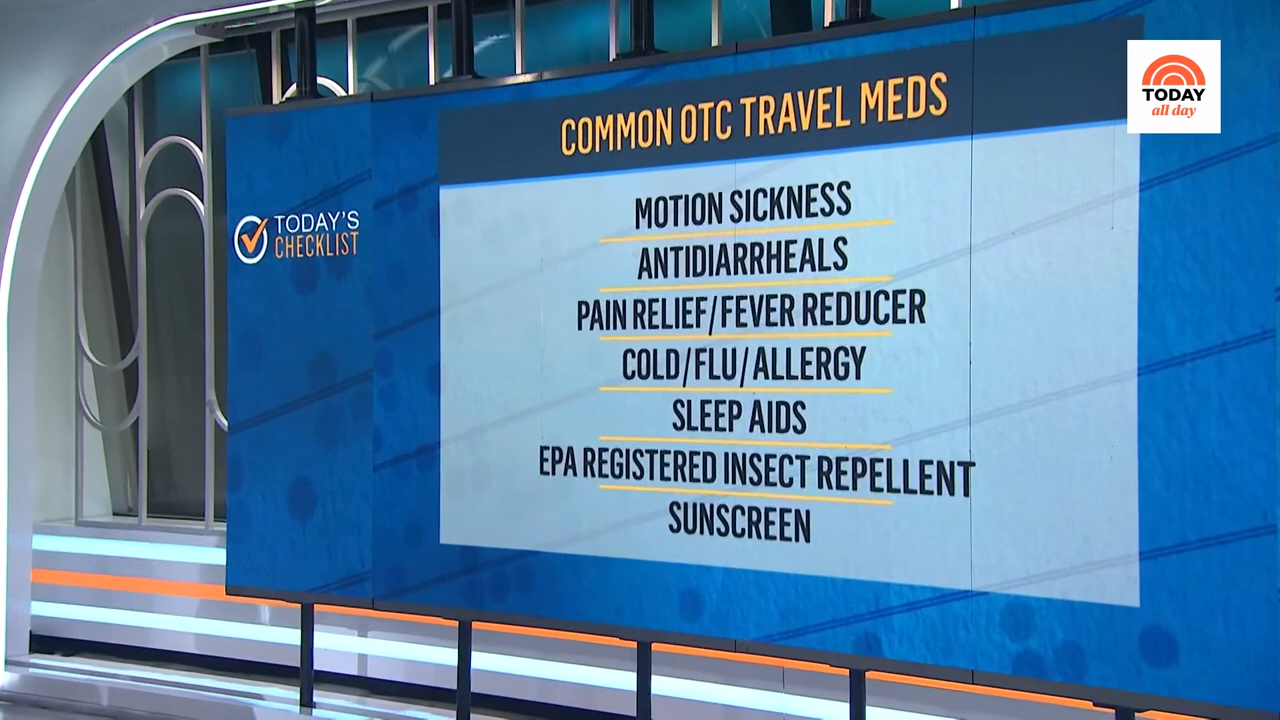 COMMON OTC TRAVEL MEDS
TODAY
all day
TODAY'S
CHECKLIST
MOTION SICKNESS
ANTIDIARRHEALS
PAIN RELIEF/FEVER REDUCER
COLD/FLU/ALLERGY
SLEEP AIDS
EPA REGISTERED INSECT REPELLENT
SUNSCREEN